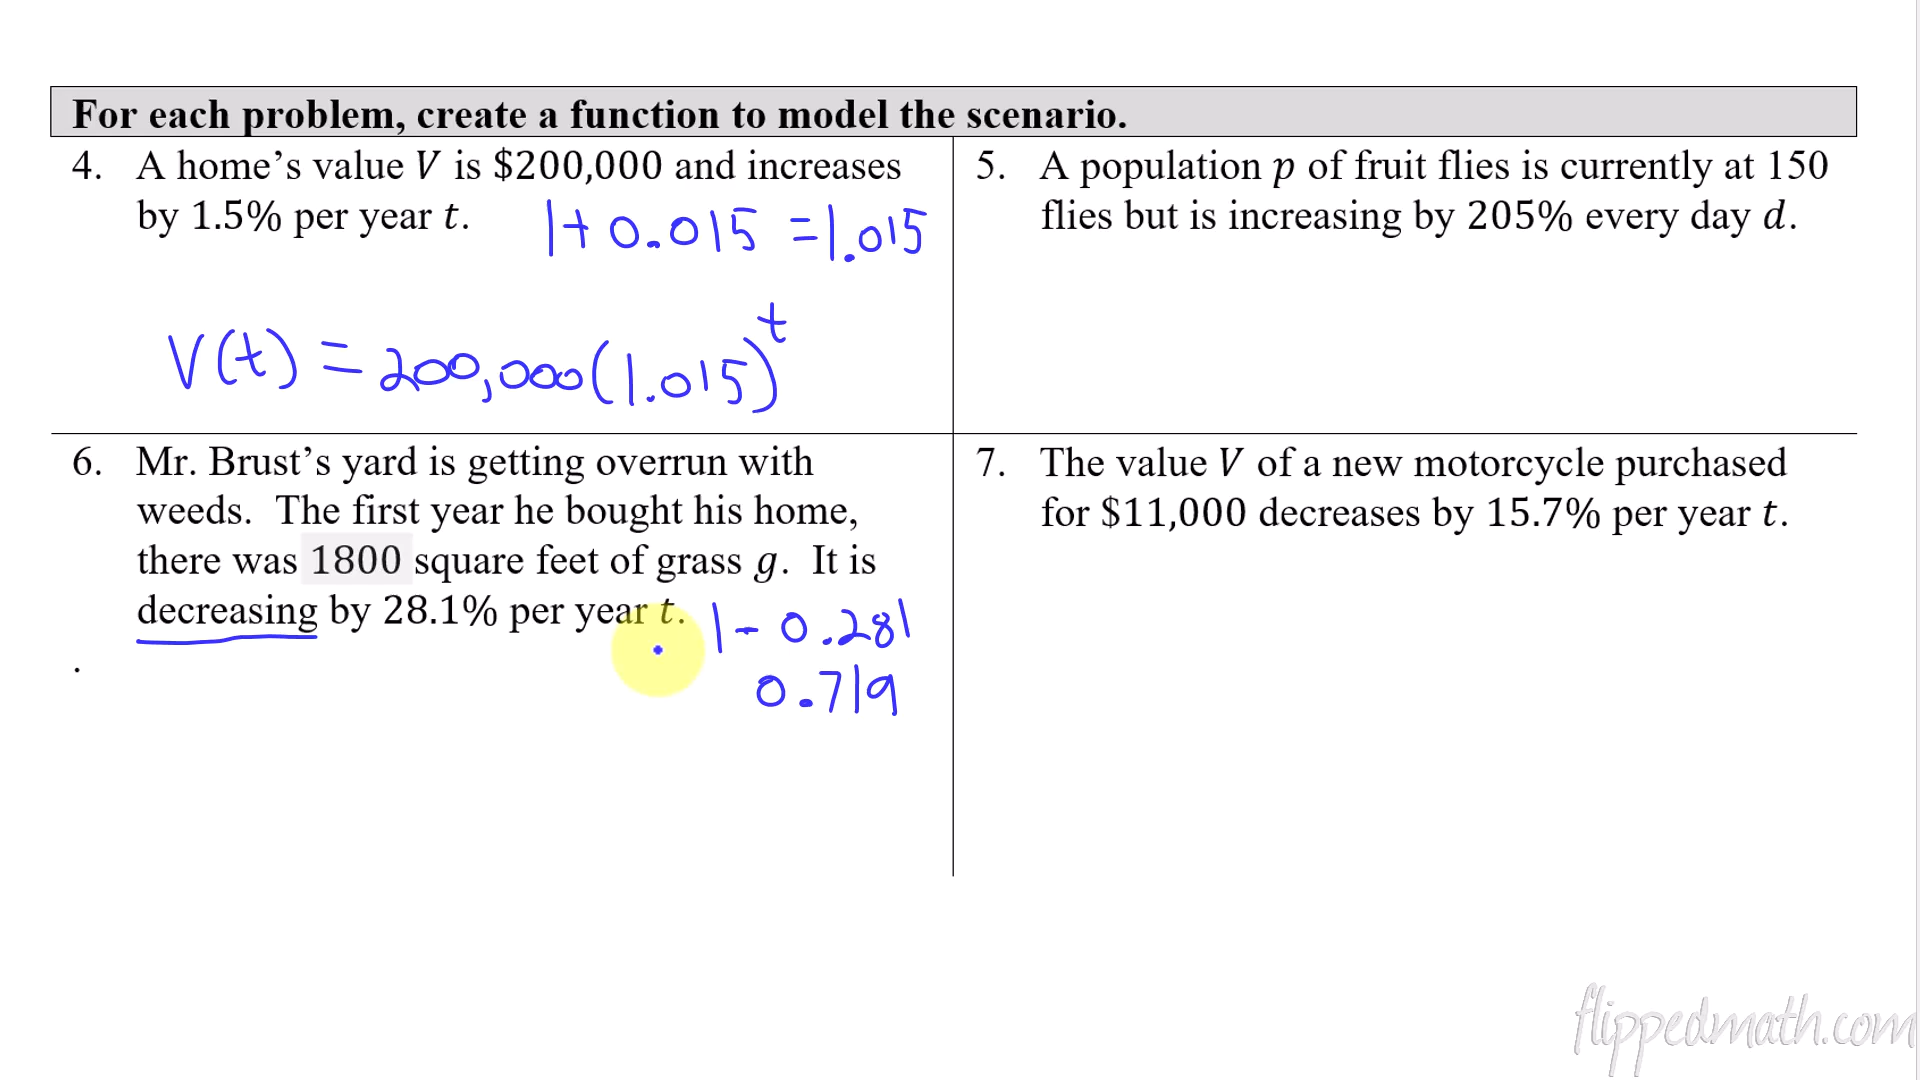 For each problem, create a function to model the scenario.
4. A home's value V is $200,000 and increases
by 1.5% per year t.
1 + 0.015 = 1.015
V(t) = 200,000(1.015)^t
5. A population p of fruit flies is currently at 150
flies but is increasing by 205% every day d.
6. Mr. Brust's yard is getting overrun with
weeds. The first year he bought his home,
there was 1800 square feet of grass g. It is
decreasing by 28.1% per year t.
1 - 0.281
0.719
.
7. The value V of a new motorcycle purchased
for $11,000 decreases by 15.7% per year t.
flippedmath.com